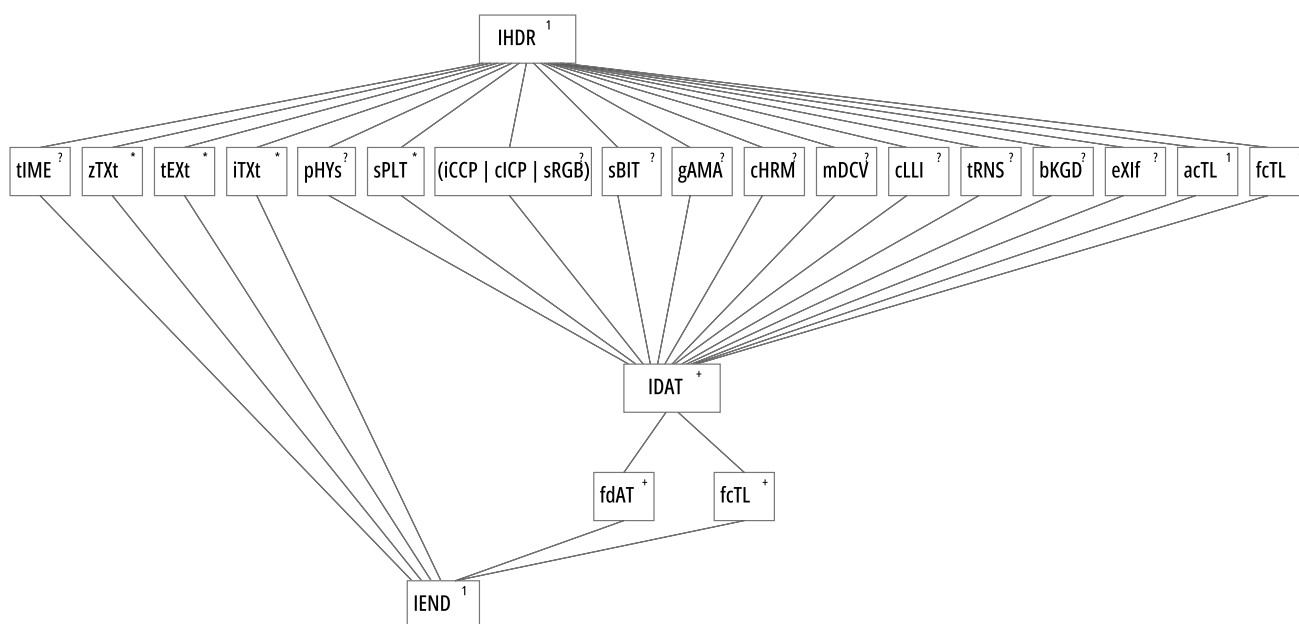 IHDR 1
tIME ? zTXt * tEXt * iTXt * pHYs ? sPLT * (iCCP | cICP | sRGB) ? sBIT ? gAMA ? cHRM ? mDCV ? cLLI ? tRNS ? bKGD ? eXIf ? acTL 1 fcTL
IDAT +
fdAT + fcTL +
IEND 1